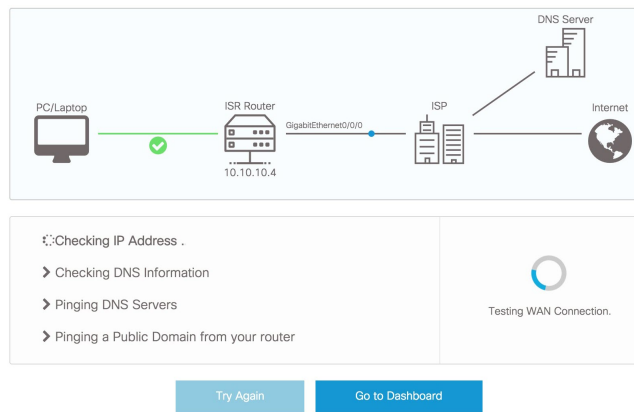 DNS Server
PC/Laptop
ISR Router
ISP
Internet
GigabitEthernet0/0/0
10.10.10.4
Checking IP Address .
Checking DNS Information
Pinging DNS Servers
Pinging a Public Domain from your router
Testing WAN Connection.
Try Again
Go to Dashboard